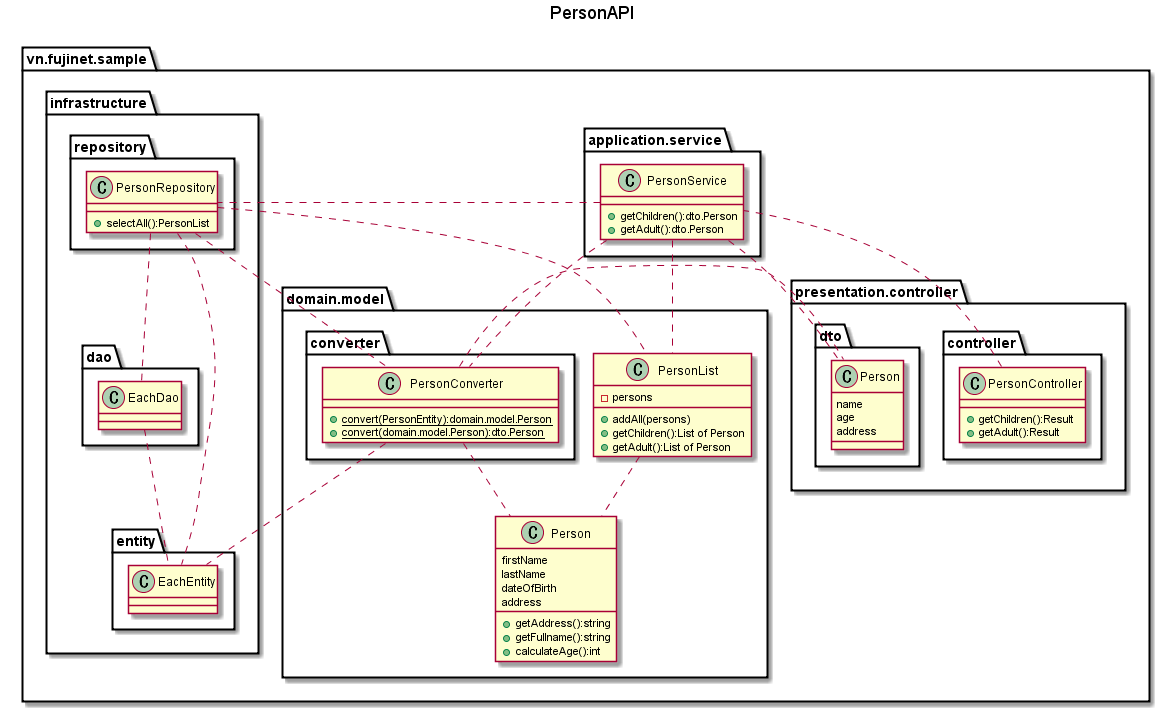 PersonAPI
vn.fujinet.sample
infrastructure
repository
C PersonRepository
selectAll():PersonList
dao
C EachDao
entity
C EachEntity
application.service
C PersonService
getChildren():dto.Person
getAdult():dto.Person
domain.model
converter
C PersonConverter
convert(PersonEntity):domain.model.Person
convert(domain.model.Person):dto.Person
C PersonList
persons
addAll(persons)
getChildren():List of Person
getAdult():List of Person
C Person
firstName
lastName
dateOfBirth
address
getAddress():string
getFullname():string
calculateAge():int
presentation.controller
dto
C Person
name
age
address
controller
C PersonController
getChildren():Result
getAdult():Result